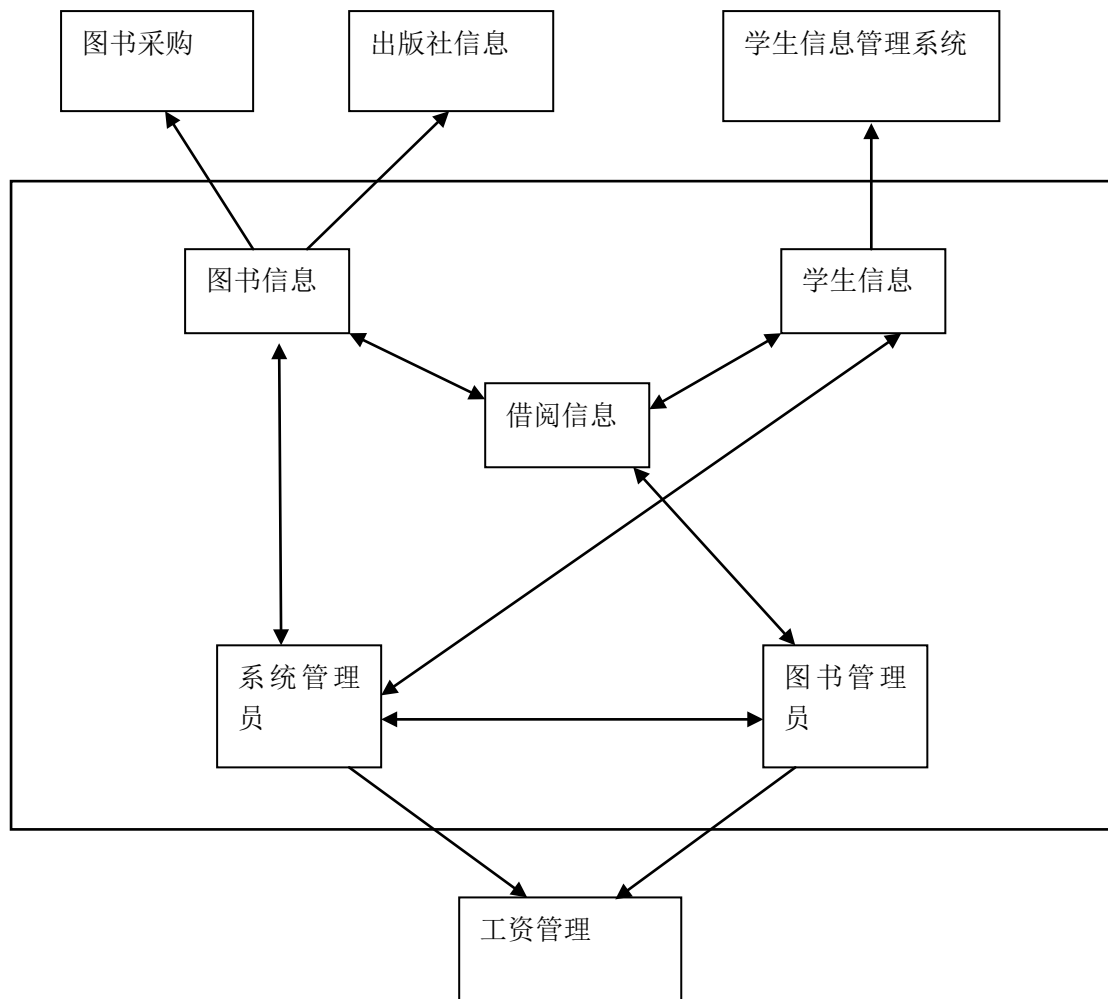 图书采购
出版社信息
学生信息管理系统
图书信息
学生信息
借阅信息
系统管理
员
图书管理
员
工资管理